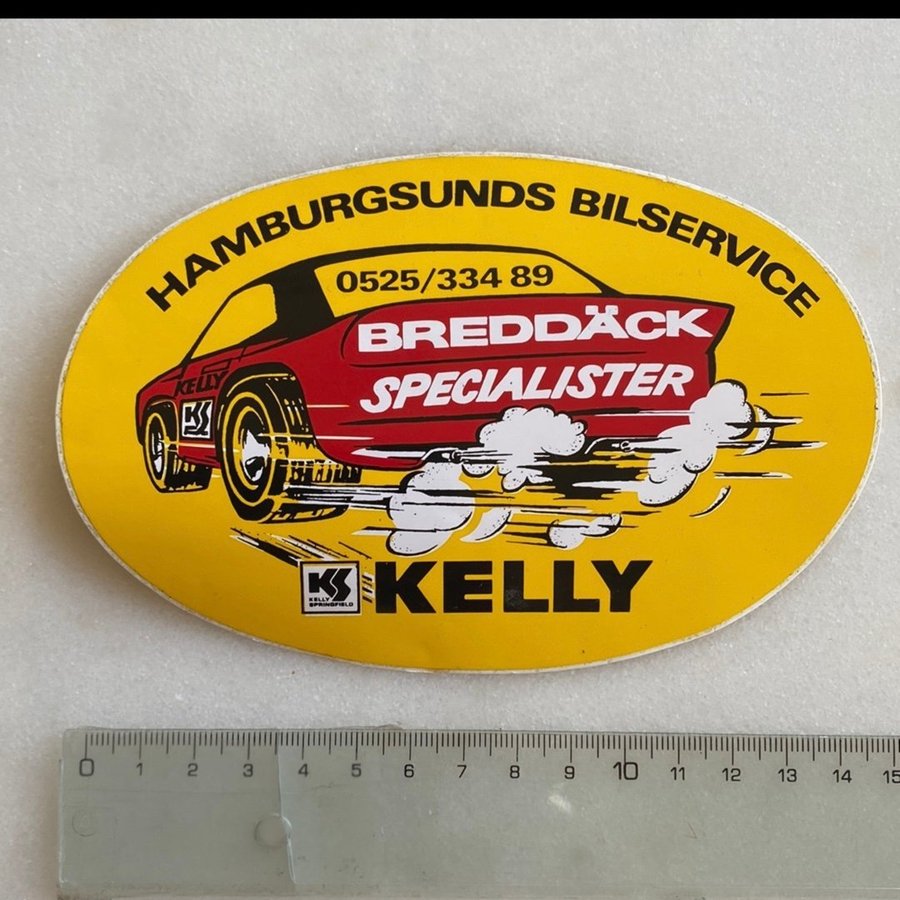 HAMBURGSUNDS BILSERVICE
0525/334 89
BREDDÄCK
SPECIALISTER
KELLY
KS
KS
KELLY
SPRINGFIELD
KELLY
0 1 2 3 4 5 6 7 8 9 10 11 12 13 14 15